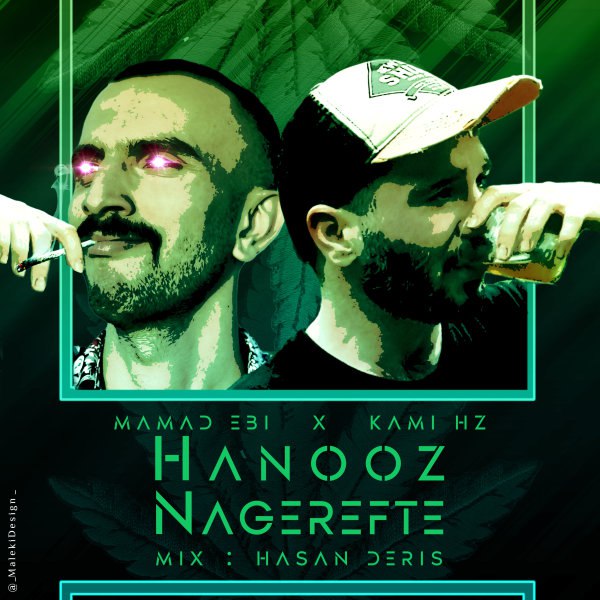 MAMAD EBI X KAMI HZ
HANOOZ
NAGEREFTE
MIX : HASAN DERIS
@_MalekiDesign_